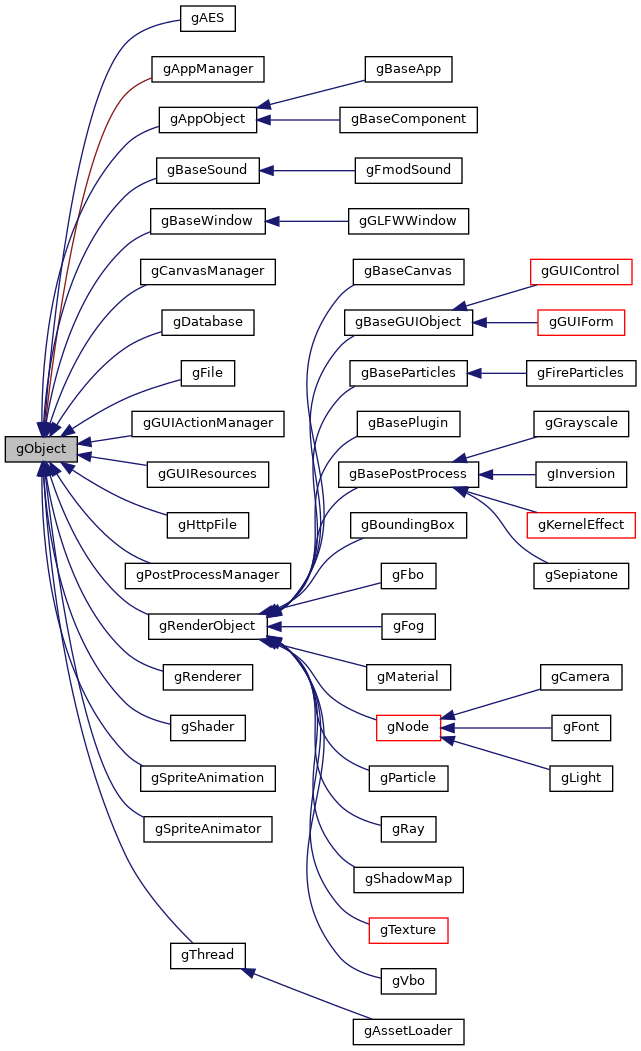 gAES
gAppManager
gBaseApp
gAppObject
gBaseComponent
gBaseSound
gFmodSound
gBaseWindow
gGLFWWindow
gCanvasManager
gBaseCanvas
gGUIControl
gDatabase
gBaseGUIObject
gGUIForm
gFile
gBaseParticles
gFireParticles
gGUIActionManager
gBasePlugin
gGrayscale
gObject
gGUIResources
gBasePostProcess
gInversion
gHttpFile
gBoundingBox
gKernelEffect
gPostProcessManager
gFbo
gSepiatone
gRenderObject
gFog
gRenderer
gMaterial
gCamera
gShader
gNode
gFont
gSpriteAnimation
gParticle
gLight
gSpriteAnimator
gRay
gShadowMap
gTexture
gThread
gVbo
gAssetLoader